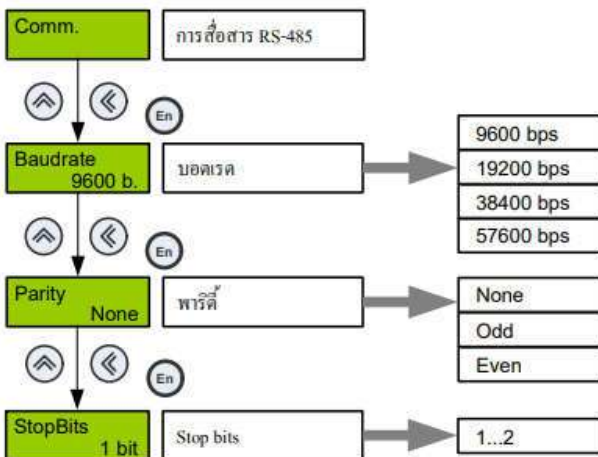 Comm.
การสื่อสาร RS-485
En
Baudrate
9600 b.
บอดเรด
9600 bps
19200 bps
38400 bps
57600 bps
En
Parity
None
พาริตี้
None
Odd
Even
En
StopBits
1 bit
Stop bits
1...2